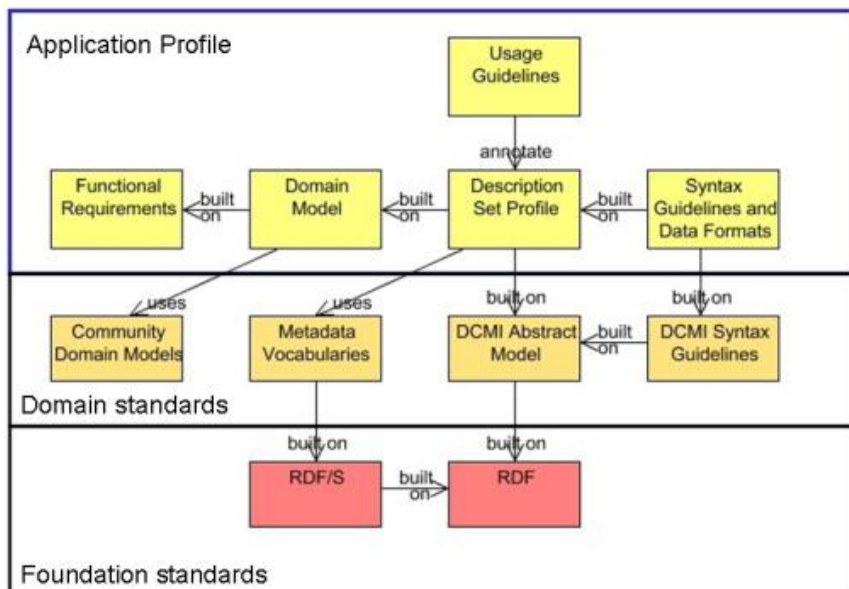 Application Profile
Usage
Guidelines
annotate
Functional
Requirements
built
on
Domain
Model
built
on
Description
Set Profile
built
on
Syntax
Guidelines and
Data Formats
uses
uses
built on
built on
Community
Domain Models
Metadata
Vocabularies
DCMI Abstract
Model
built
on
DCMI Syntax
Guidelines
Domain standards
built on
built on
RDF/S
built
on
RDF
Foundation standards